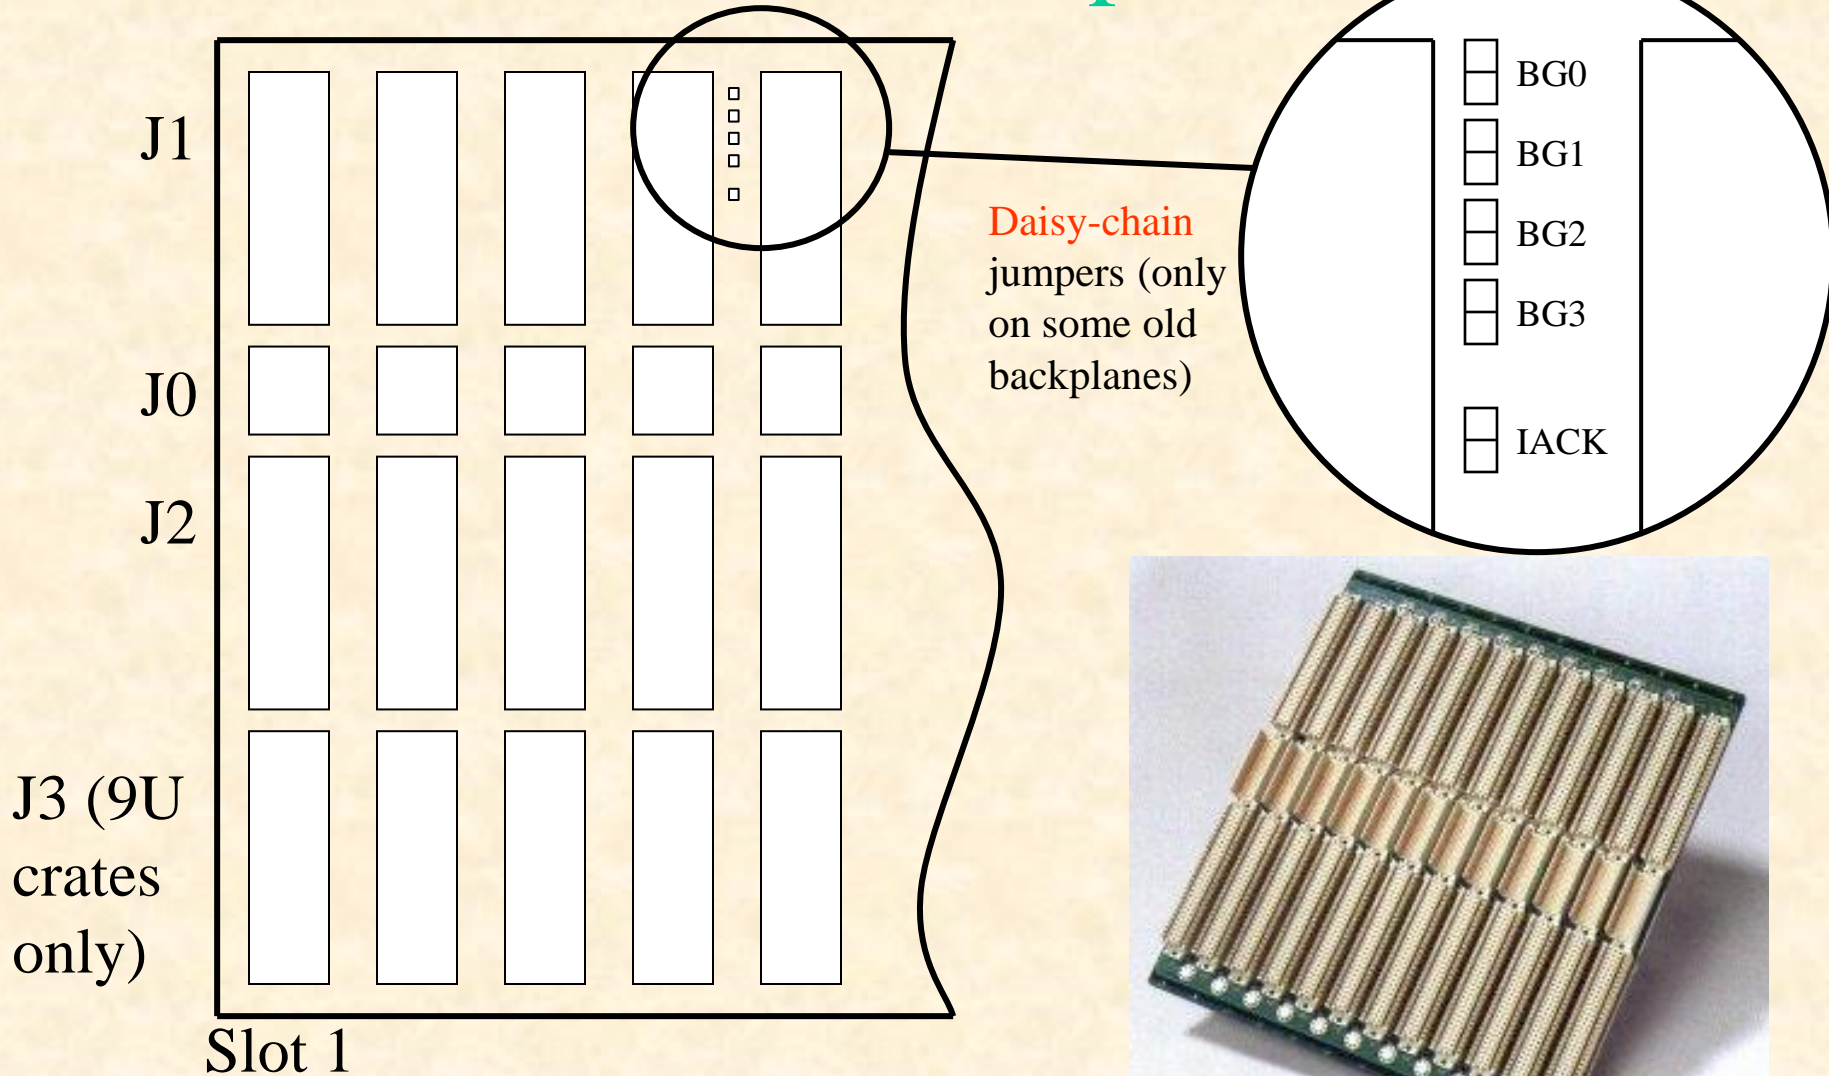 J1
J0
J2
J3 (9U
crates
only)
Slot 1
Daisy-chain
jumpers (only
on some old
backplanes)
BG0
BG1
BG2
BG3
IACK